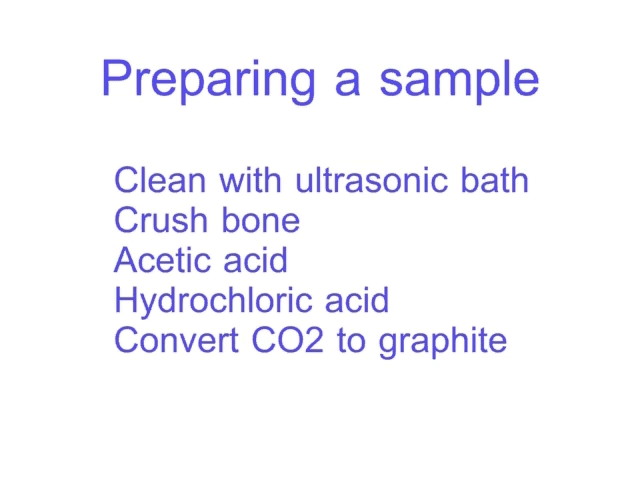 Preparing a sample
Clean with ultrasonic bath
Crush bone
Acetic acid
Hydrochloric acid
Convert CO2 to graphite